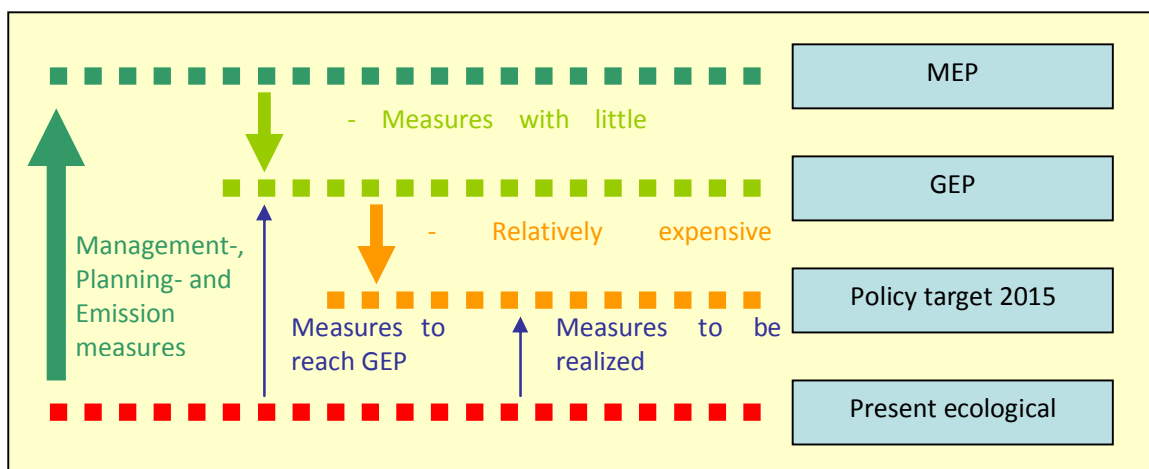 MEP
- Measures with little
GEP
- Relatively expensive
Management-,
Planning- and
Emission
measures
Policy target 2015
Measures to
reach GEP
Measures to be
realized
Present ecological